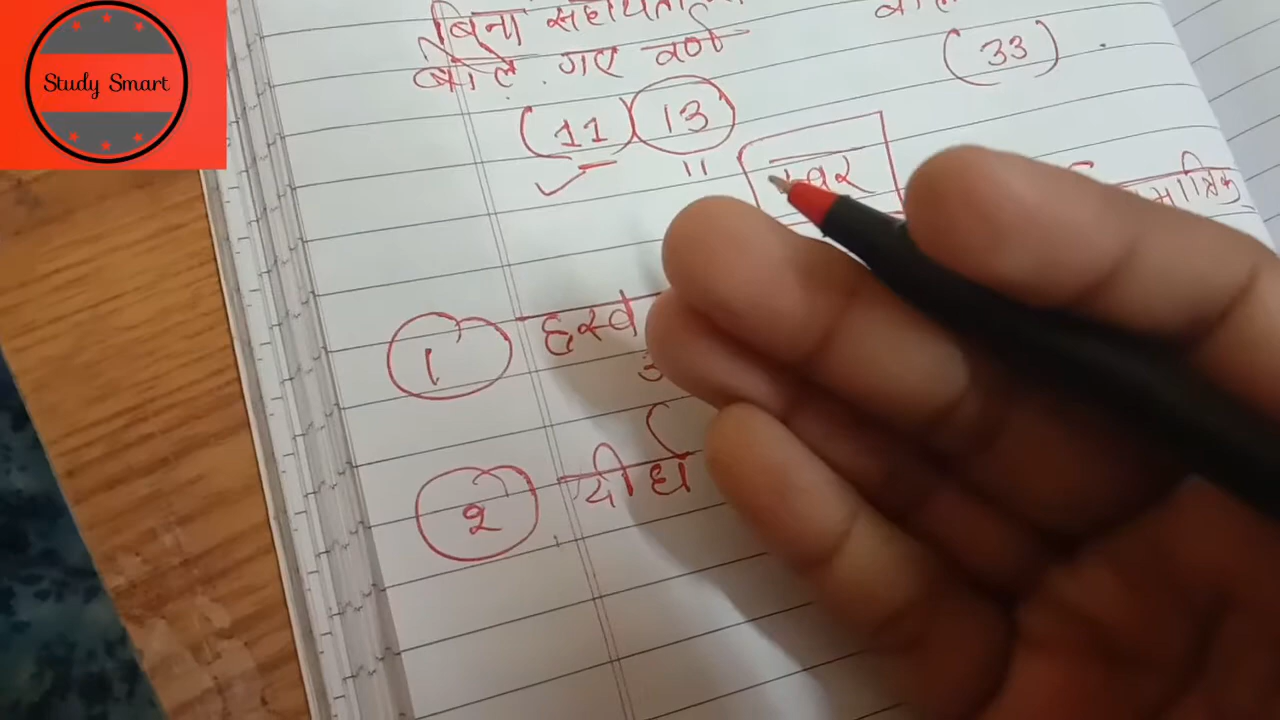 Study Smart
बिना सहायता
बोले गए वर्ण
(33)
(11) 13
" स्वर
मात्रिक
1 ह्रस्व
2 दीर्घ